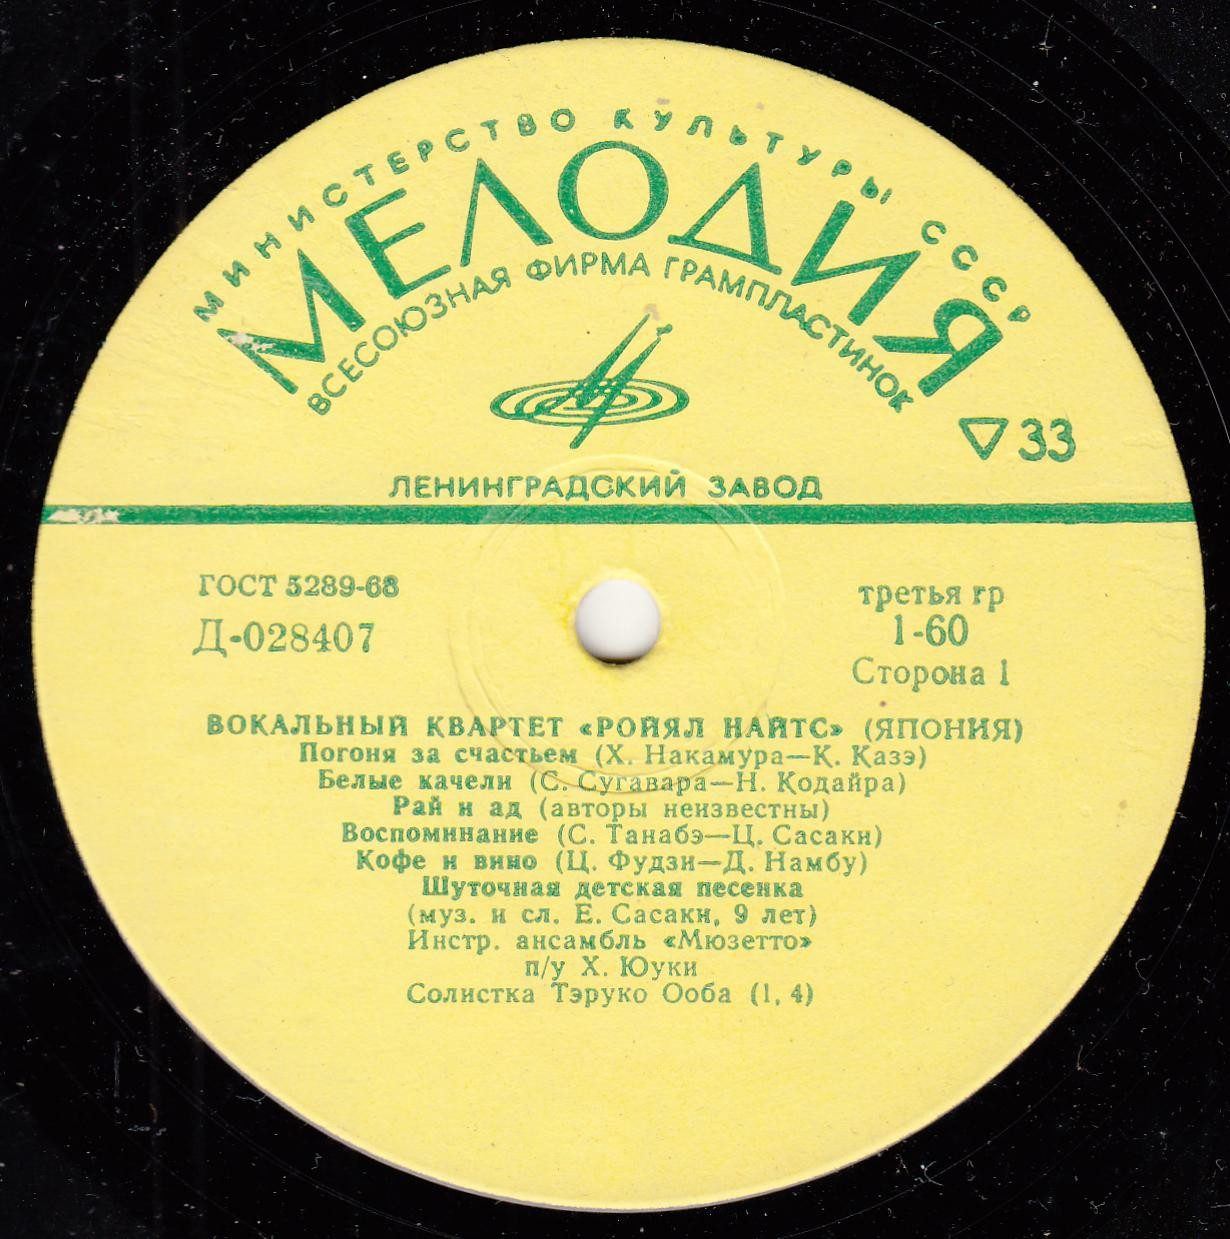 МИНИСТЕРСТВО КУЛЬТУРЫ СССР
МЕЛОДИЯ
ВСЕСОЮЗНАЯ ФИРМА ГРАМПЛАСТИНОК
33
ЛЕНИНГРАДСКИЙ ЗАВОД
ГОСТ 5289-68
третья гр
Д-028407
1-60
Сторона 1
ВОКАЛЬНЫЙ КВАРТЕТ «РОЙЯЛ НАЙТС» (ЯПОНИЯ)
Погоня за счастьем (Х. Накамура—К. Казэ)
Белые качели (С. Сугавара—Н. Кодайра)
Рай и ад (авторы неизвестны)
Воспоминание (С. Танабэ—Ц. Сасаки)
Кофе и вино (Ц. Фудзи—Д. Намбу)
Шуточная детская песенка
(муз. и сл. Е. Сасаки, 9 лет)
Инстр. ансамбль «Мюзетто»
п/у Х. Юуки
Солистка Тэруко Ооба (1, 4)